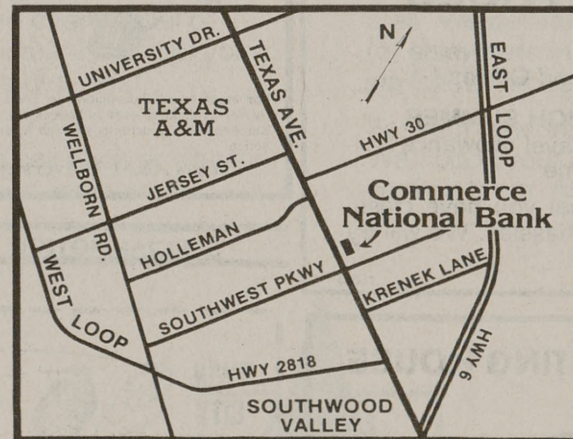 UNIVERSITY DR.
TEXAS AVE.
N
EAST LOOP
TEXAS
A&M
HWY 30
WELLBORN RD.
JERSEY ST.
Commerce
National Bank
HOLLEMAN
WEST LOOP
SOUTHWEST PKWY
KRENEK LANE
HWY 6
HWY 2818
SOUTHWOOD
VALLEY